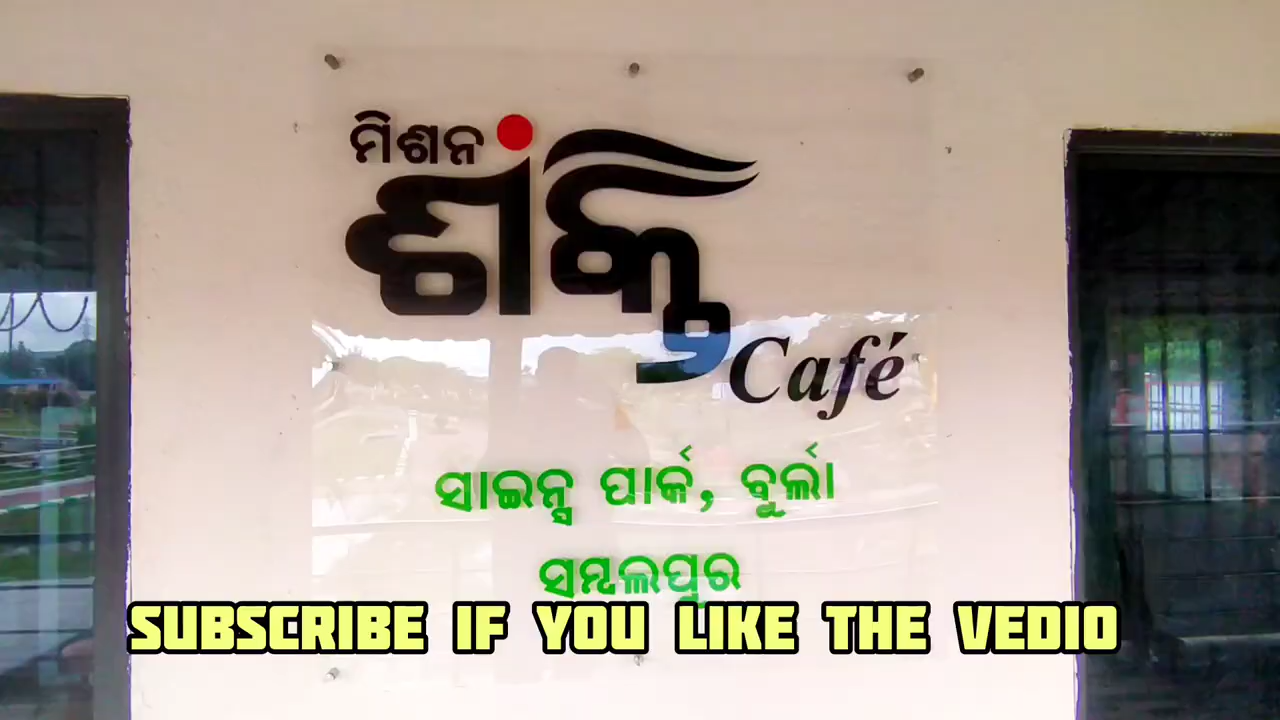 ମିଶନ
ଶକ୍ତି
Café
ସାଇନ୍ସ ପାର୍କ, ବୁର୍ଲା
ସମ୍ବଲପୁର
SUBSCRIBE IF YOU LIKE THE VEDIO